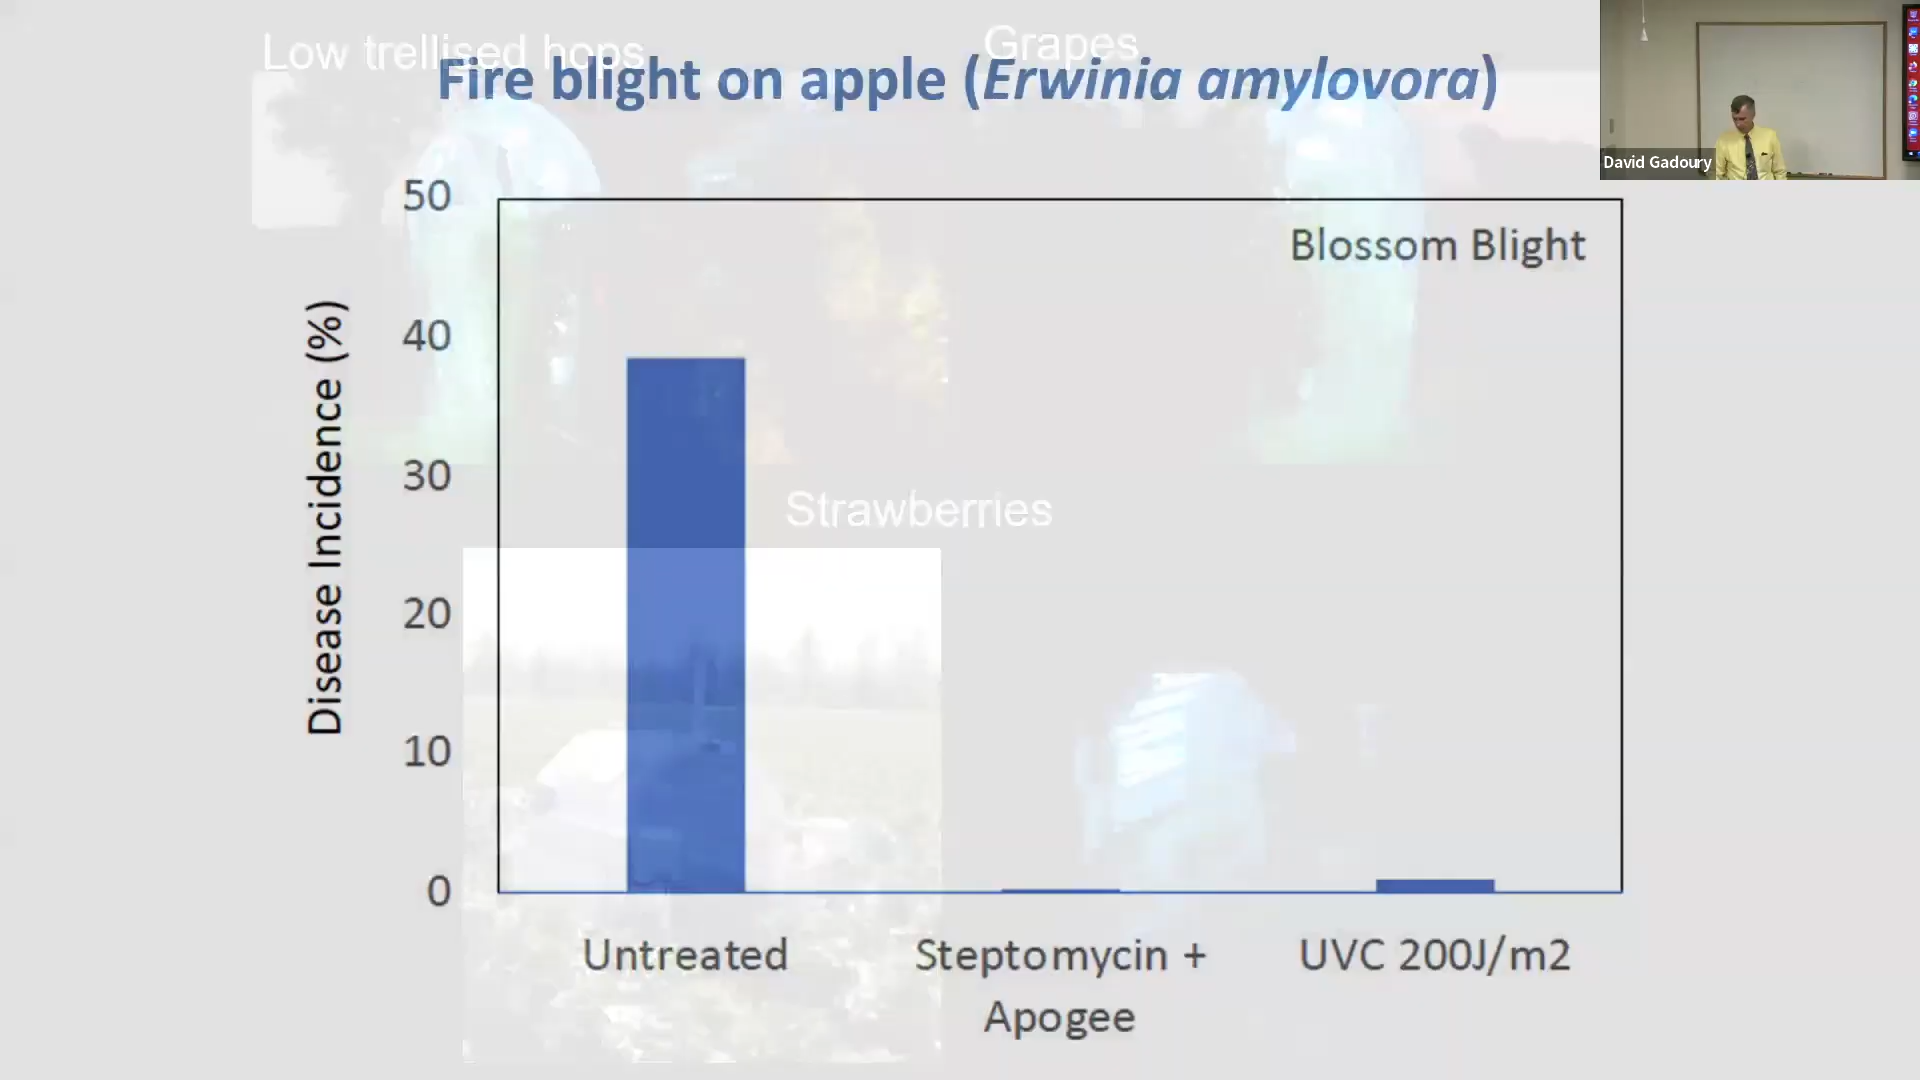 Low trellised hops
Grapes
Fire blight on apple (Erwinia amylovora)
David Gadoury
50
Blossom Blight
40
30
Strawberries
20
10
0
Disease Incidence (%)
Untreated
Steptomycin +
Apogee
UVC 200J/m2